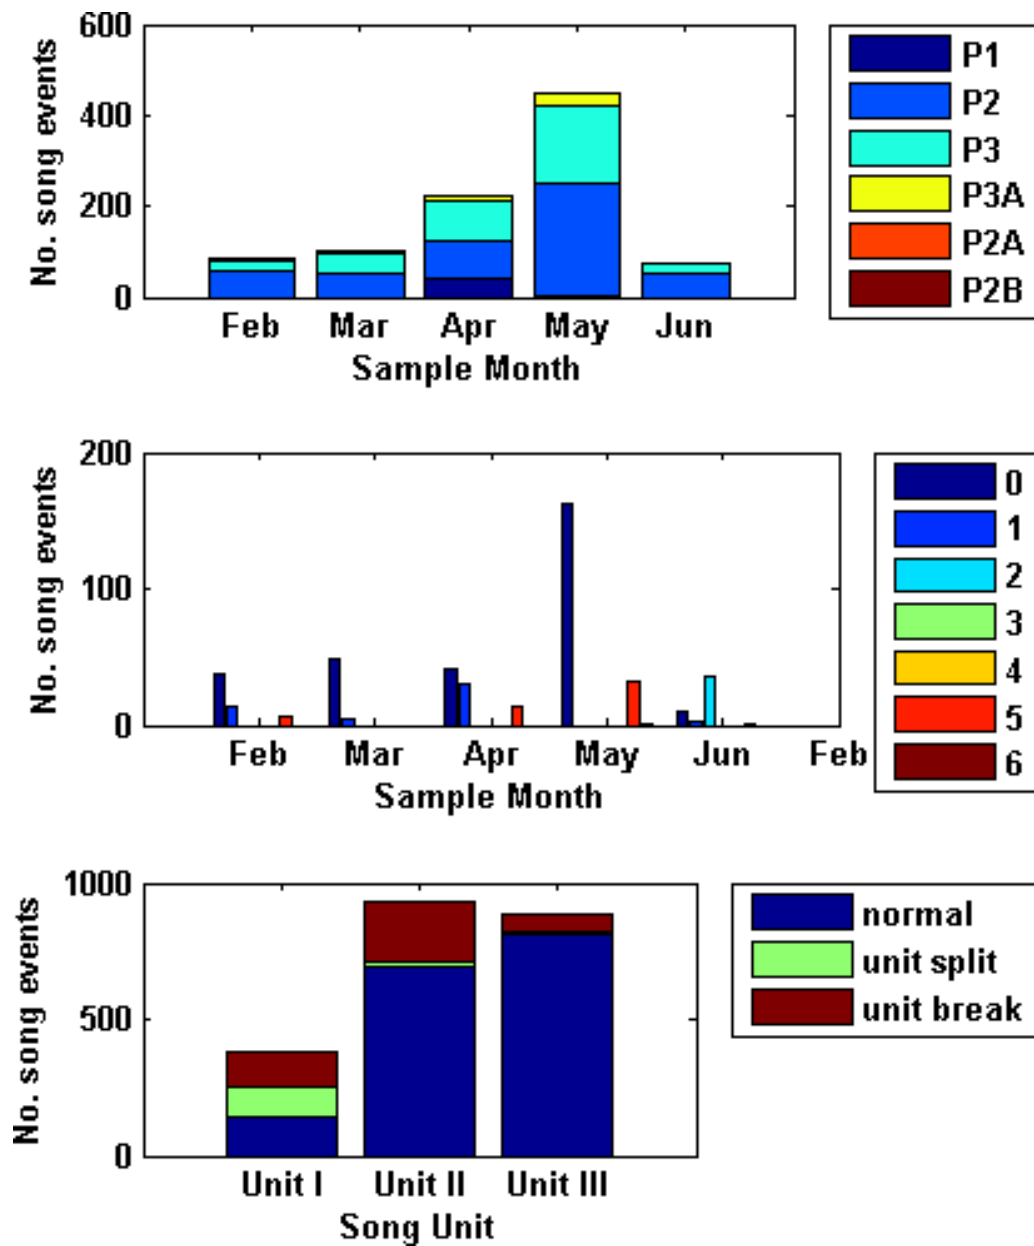 No. song events
600
400
200
0
Feb Mar Apr May Jun
Sample Month
P1
P2
P3
P3A
P2A
P2B
No. song events
200
100
0
Feb Mar Apr May Jun Feb
Sample Month
0
1
2
3
4
5
6
No. song events
1000
500
0
Unit I Unit II Unit III
Song Unit
normal
unit split
unit break